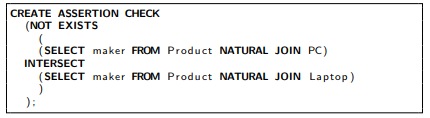 CREATE ASSERTION CHECK
(NOT EXISTS
(
(SELECT maker FROM Product NATURAL JOIN PC)
INTERSECT
(SELECT maker FROM Product NATURAL JOIN Laptop)
)
);